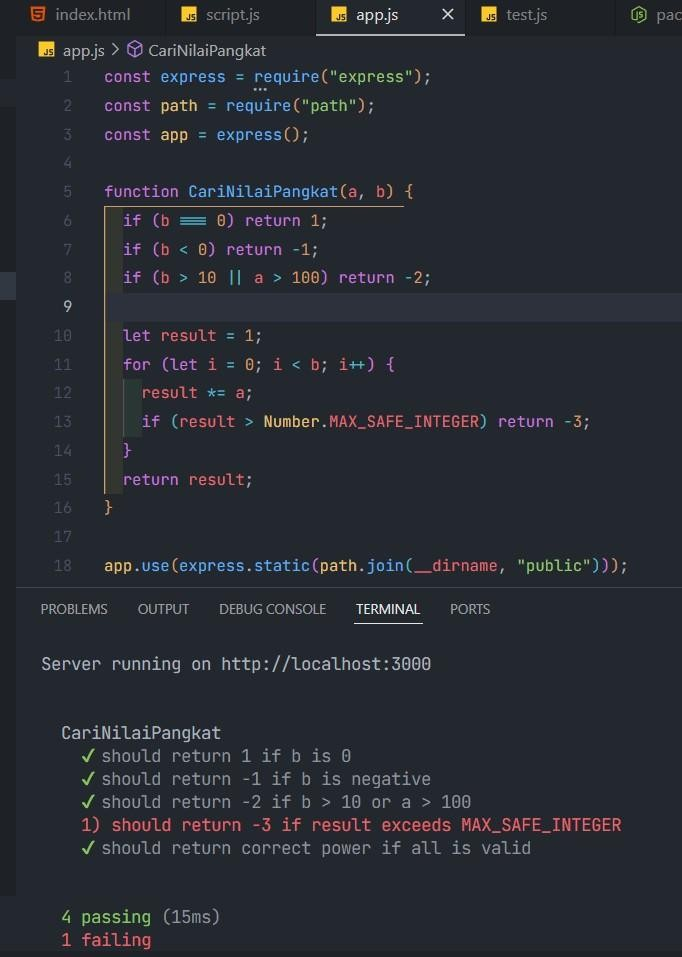 index.html JS script.js JS app.js × JS test.js pac
JS app.js > CariNilaiPangkat
1 const express = require("express");
2 const path = require("path");
3 const app = express();
4
5 function CariNilaiPangkat(a, b) {
6 if (b === 0) return 1;
7 if (b < 0) return -1;
8 if (b > 10 || a > 100) return -2;
9
10 let result = 1;
11 for (let i = 0; i < b; i++) {
12 result *= a;
13 if (result > Number.MAX_SAFE_INTEGER) return -3;
14 }
15 return result;
16 }
17
18 app.use(express.static(path.join(__dirname, "public")));
PROBLEMS OUTPUT DEBUG CONSOLE TERMINAL PORTS
Server running on http://localhost:3000
CariNilaiPangkat
✓ should return 1 if b is 0
✓ should return -1 if b is negative
✓ should return -2 if b > 10 or a > 100
1) should return -3 if result exceeds MAX_SAFE_INTEGER
✓ should return correct power if all is valid
4 passing (15ms)
1 failing